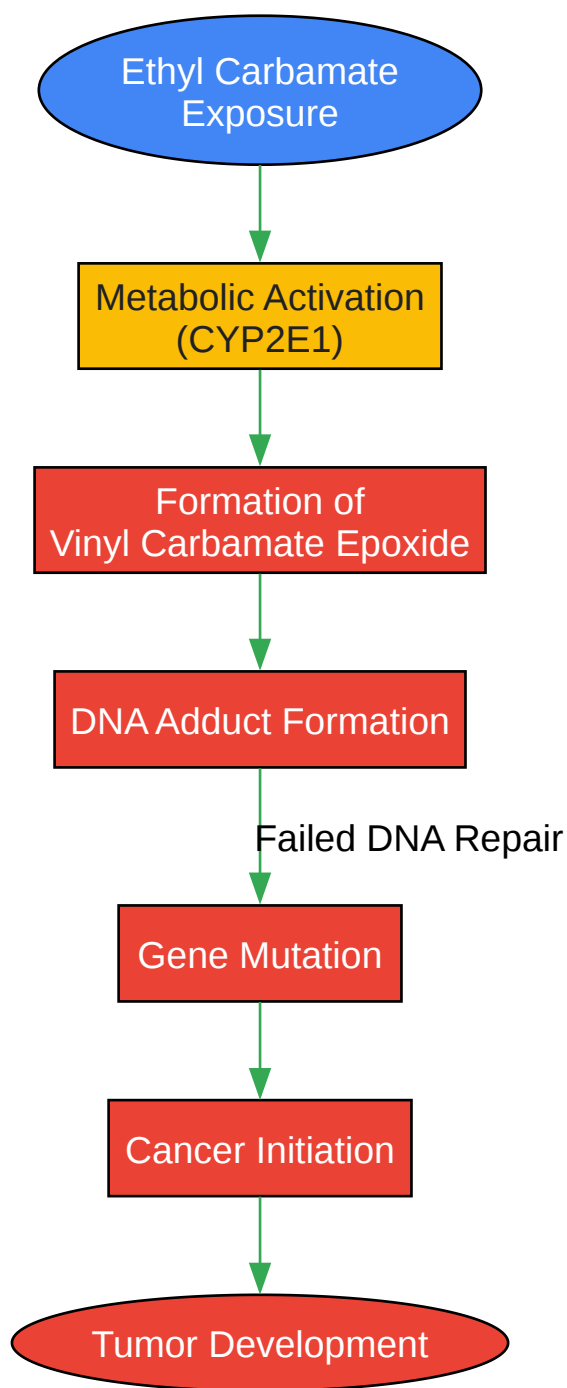 Ethyl Carbamate
Exposure
Metabolic Activation
(CYP2E1)
Formation of
Vinyl Carbamate Epoxide
DNA Adduct Formation
Failed DNA Repair
Gene Mutation
Cancer Initiation
Tumor Development